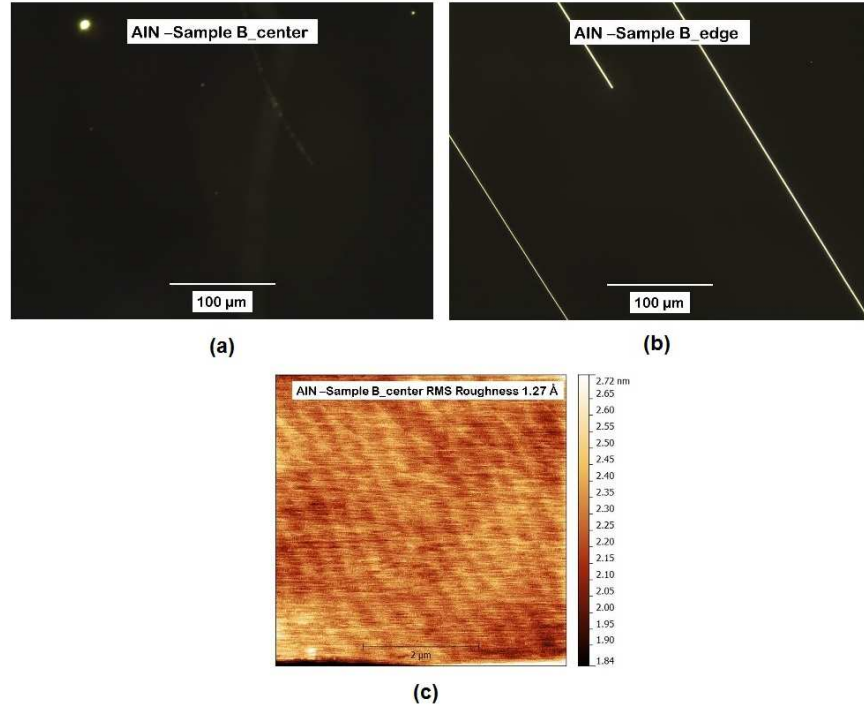 AlN –Sample B_center
100 µm
(a)
AlN –Sample B_edge
100 µm
(b)
AlN –Sample B_center RMS Roughness 1.27 Å
2 µm
2.72 nm
2.65
2.60
2.55
2.50
2.45
2.40
2.35
2.30
2.25
2.20
2.15
2.10
2.05
2.00
1.95
1.90
1.84
(c)